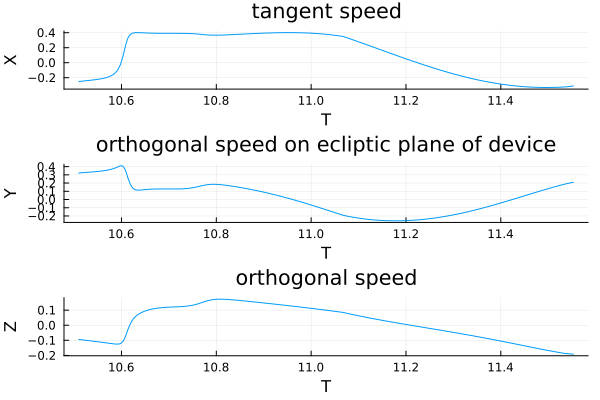 tangent speed
0.4
0.2
0.0
−0.2
X
10.6 10.8 11.0 11.2 11.4
T
orthogonal speed on ecliptic plane of device
0.4
0.3
0.2
0.1
0.0
−0.1
−0.2
Y
10.6 10.8 11.0 11.2 11.4
T
orthogonal speed
0.1
0.0
−0.1
−0.2
Z
10.6 10.8 11.0 11.2 11.4
T